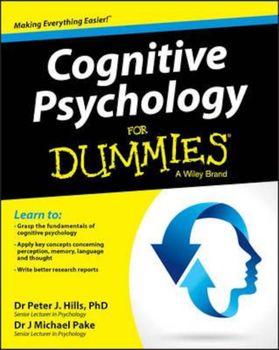 Making Everything Easier!™
Cognitive
Psychology
FOR
DUMMIES®
A Wiley Brand
Learn to:
· Grasp the fundamentals of
cognitive psychology
· Apply key concepts concerning
perception, memory, language
and thought
· Write better research reports
Dr Peter J. Hills, PhD
Senior Lecturer in Psychology
Dr J Michael Pake
Senior Lecturer in Psychology